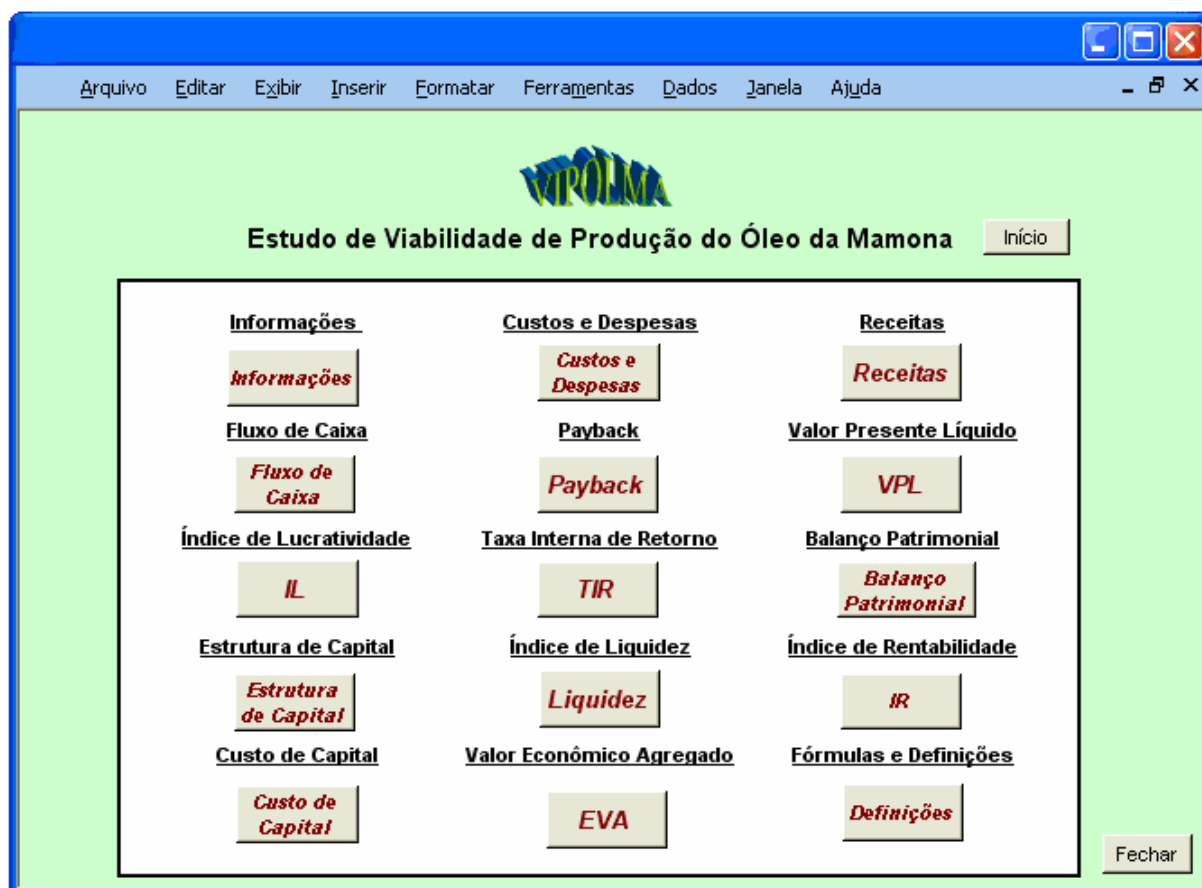 Arquivo Editar Exibir Inserir Formatar Ferramentas Dados Janela Ajuda
VIPOLMA
Estudo de Viabilidade de Produção do Óleo da Mamona
Início
Informações Custos e Despesas Receitas
Informações
Custos e
Despesas
Receitas
Fluxo de Caixa Payback Valor Presente Líquido
Fluxo de
Caixa
Payback
VPL
Índice de Lucratividade Taxa Interna de Retorno Balanço Patrimonial
IL
TIR
Balanço
Patrimonial
Estrutura de Capital Índice de Liquidez Índice de Rentabilidade
Estrutura
de Capital
Liquidez
IR
Custo de Capital Valor Econômico Agregado Fórmulas e Definições
Custo de
Capital
EVA
Definições
Fechar